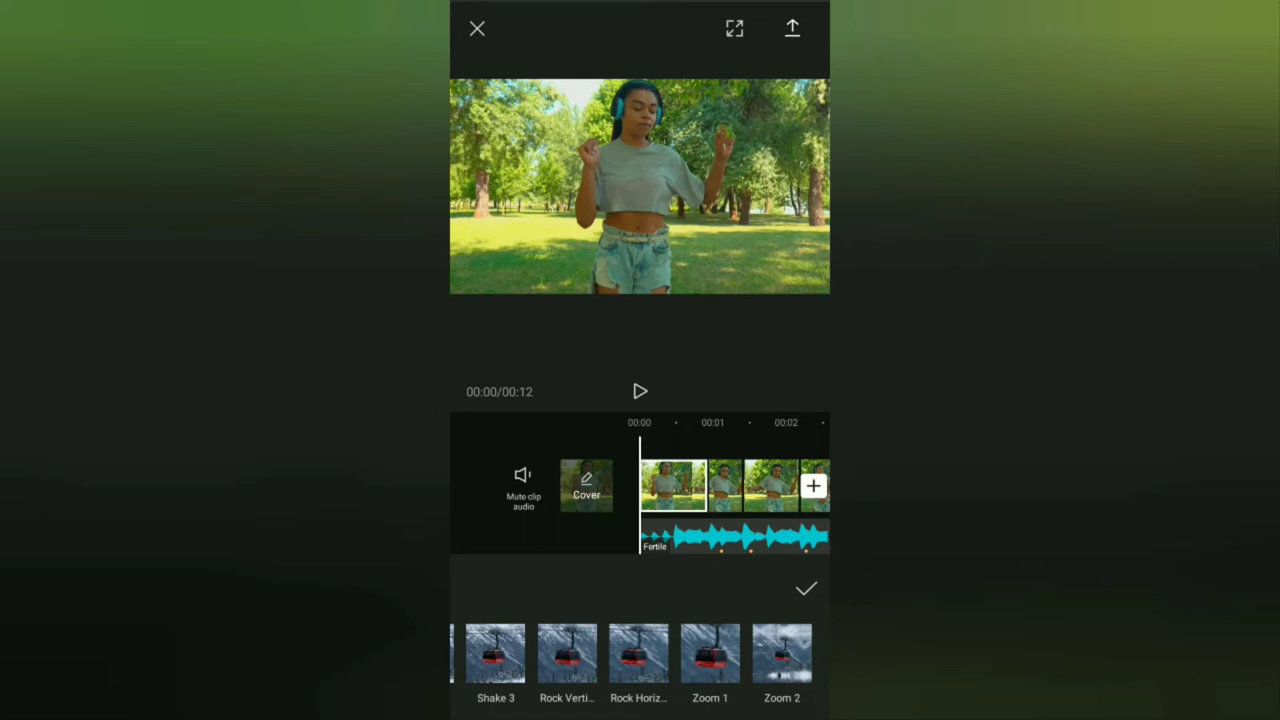 00:00/00:12
00:00
00:01
00:02
Mute clip
audio
Cover
Fertile
Shake 3
Rock Verti...
Rock Horiz...
Zoom 1
Zoom 2